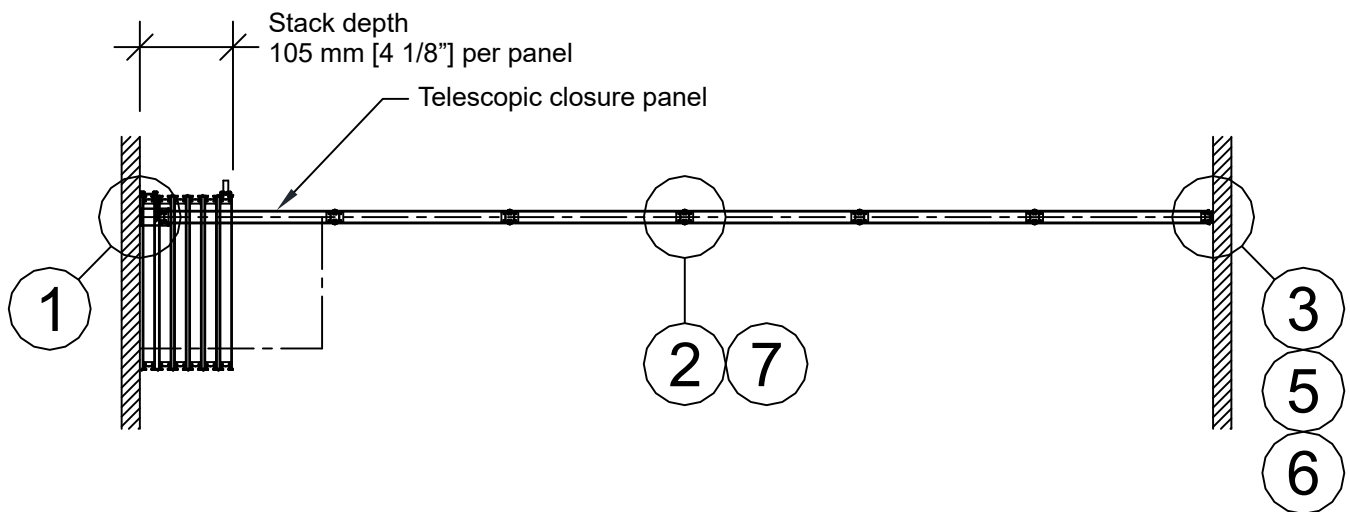 Stack depth
105 mm [4 1/8”] per panel
Telescopic closure panel
1
2 7
3
5
6